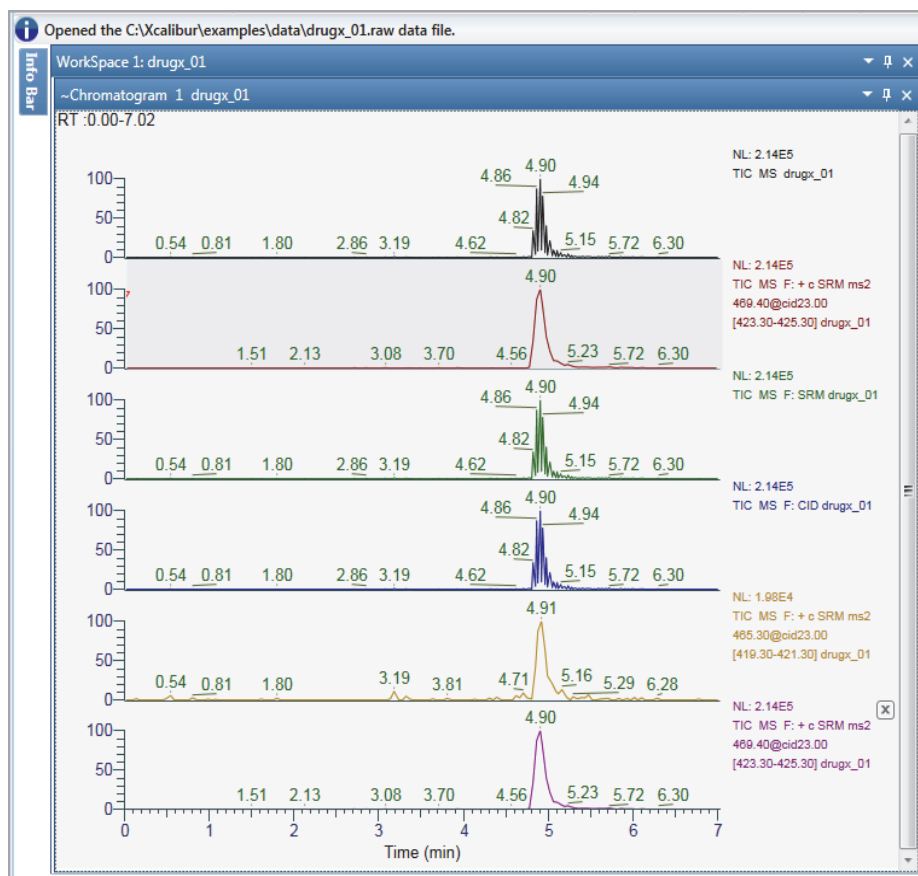 Opened the C:\Xcalibur\examples\data\drugx_01.raw data file.
Info Bar
WorkSpace 1: drugx_01
~Chromatogram 1 drugx_01
RT :0.00-7.02
NL: 2.14E5
TIC MS drugx_01
100
50
0
0.54 0.81 1.80 2.86 3.19 4.62 4.82 4.86 4.90 4.94 5.15 5.72 6.30
NL: 2.14E5
TIC MS F: + c SRM ms2
469.40@cid23.00
[423.30-425.30] drugx_01
7
100
50
0
1.51 2.13 3.08 3.70 4.56 4.90 5.23 5.72 6.30
NL: 2.14E5
TIC MS F: SRM drugx_01
100
50
0
0.54 0.81 1.80 2.86 3.19 4.62 4.82 4.86 4.90 4.94 5.15 5.72 6.30
NL: 2.14E5
TIC MS F: CID drugx_01
100
50
0
0.54 0.81 1.80 2.86 3.19 4.62 4.82 4.86 4.90 4.94 5.15 5.72 6.30
NL: 1.98E4
TIC MS F: + c SRM ms2
465.30@cid23.00
[419.30-421.30] drugx_01
100
50
0
0.54 0.81 1.80 3.19 3.81 4.71 4.91 5.16 5.29 6.28
NL: 2.14E5
TIC MS F: + c SRM ms2
469.40@cid23.00
[423.30-425.30] drugx_01
100
50
0
1.51 2.13 3.08 3.70 4.56 4.90 5.23 5.72 6.30
0 1 2 3 4 5 6 7
Time (min)